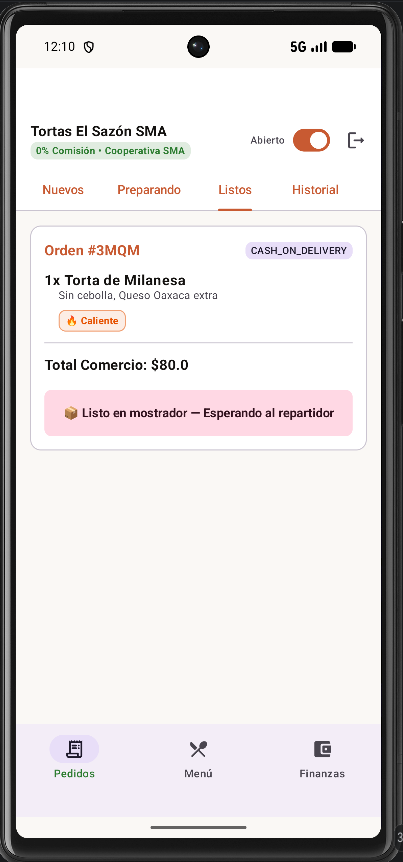 12:10 5G
Tortas El Sazón SMA
0% Comisión • Cooperativa SMA
Abierto
Nuevos Preparando Listos Historial
Orden #3MQM CASH_ON_DELIVERY
1x Torta de Milanesa
Sin cebolla, Queso Oaxaca extra
🔥 Caliente
Total Comercio: $80.0
📦 Listo en mostrador — Esperando al repartidor
Pedidos Menú Finanzas
3